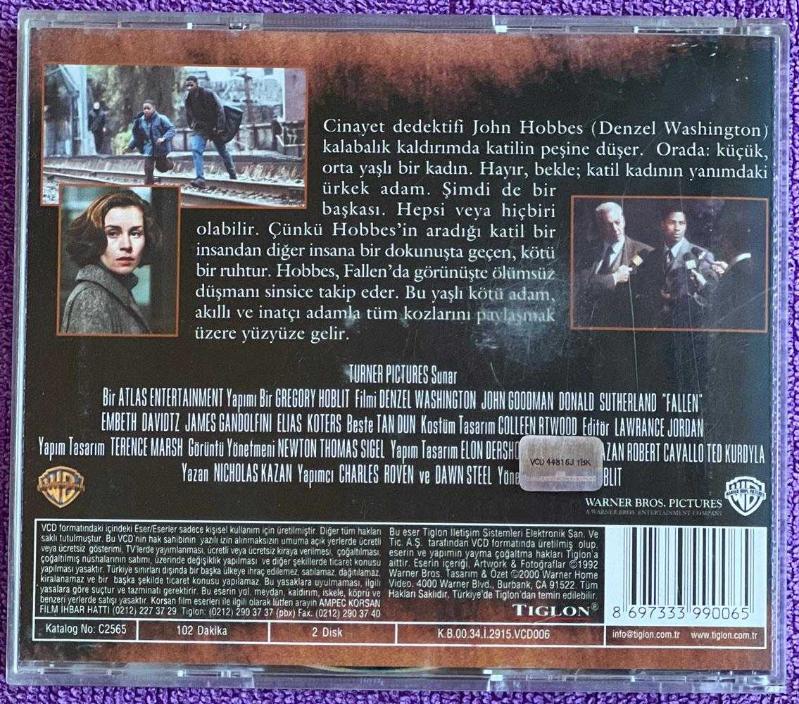 Cinayet dedektifi John Hobbes (Denzel Washington)
kalabalık kaldırımda katilin peşine düşer. Orada: küçük,
orta yaşlı bir kadın. Hayır, bekle; katil kadının yanımdaki
ürkek adam. Şimdi de bir
başkası. Hepsi veya hiçbiri
olabilir. Çünkü Hobbes'in aradığı katil bir
insandan diğer insana bir dokunuşta geçen, kötü
bir ruhtur. Hobbes, Fallen'da görünüşte ölümsüz
düşmanı sinsice takip eder. Bu yaşlı kötü adam,
akıllı ve inatçı adamla tüm kozlarını paylaşmak
üzere yüzyüze gelir.
TURNER PICTURES Sunar
Bir ATLAS ENTERTAINMENT Yapımı Bir GREGORY HOBLIT Filmi DENZEL WASHINGTON JOHN GOODMAN DONALD SUTHERLAND "FALLEN"
EMBETH DAVIDTZ JAMES GANDOLFINI ELIAS KOTERS Beste TAN DUN Kostüm Tasarım COLLEEN RTWOOD Editör LAWRANCE JORDAN
Yapım Tasarım TERENCE MARSH Görüntü Yönetmeni NEWTON THOMAS SIGEL Yapım Tasarım ELON DERSHO AZAN ROBERT CAVALLO TED KURDYLA
Yazan NICHOLAS KAZAN Yapımcı CHARLES ROVEN ve DAWN STEEL Yöne OBLIT
VCD 448163 1BK
WB
WB
WARNER BROS. PICTURES
A WARNER BROS. ENTERTAINMENT COMPANY
VCD formatındaki içindeki Eser/Eserler sadece kişisel kullanım için üretilmiştir. Diğer tüm hakları
saklı tutulmuştur. Bu VCD'nin hak sahibinin yazılı izin alınmaksızın umuma açık yerlerde ücretli
veya ücretsiz gösterimi, TV'lerde yayımlanması, ücretli veya ücretsiz kiraya verilmesi, çoğaltılması,
çoğaltılmış nushalarının satımı, üzerinde değişiklik yapılması ve diğer şekillerde ticaret konusu
yapılması yasaktır. Türkiye sınırları dışında başka ülkeye ihraç edilemez, satılamaz, dağıtılamaz,
kiralanamaz ve bir başka şekilde ticaret konusu yapılamaz. Bu yasaklara uyulmaması, ilgili
yasalara göre suçtur ve tazminatı gerektirir. Bu eserin yol, meydan, kaldırım, iskele, köprü ve
benzeri yerlerde satışı yasaktır. Korsan film eserleri ile ilgili olarak lütfen arayın AMPEC KORSAN
FİLM İHBAR HATTI (0212) 227 37 29. Tiglon: (0212) 290 37 37 (pbx) Fax: (0212) 290 37 40
Bu eser Tiglon İletişim Sistemleri Elektronik San. Ve
Tic. A.Ş. tarafından VCD formatında üretilmiş olup,
eserin ve yapımın yayma çoğaltma hakları Tiglon'a
aittir. Eserin içeriği, Artwork & Fotoğraflar ©1992
Warner Bros. Tasarım & Özet ©2000 Warner Home
Video, 4000 Warner Blvd., Burbank, CA 91522. Tüm
Hakları Saklıdır, Türkiye'de Tiglon'dan temin edilebilir.
TIGLON®
8 697333 990065
Katalog No: C2565
102 Dakika
2 Disk
K.B.00.34.İ.2915.VCD006
info@tiglon.com.tr www.tiglon.com.tr